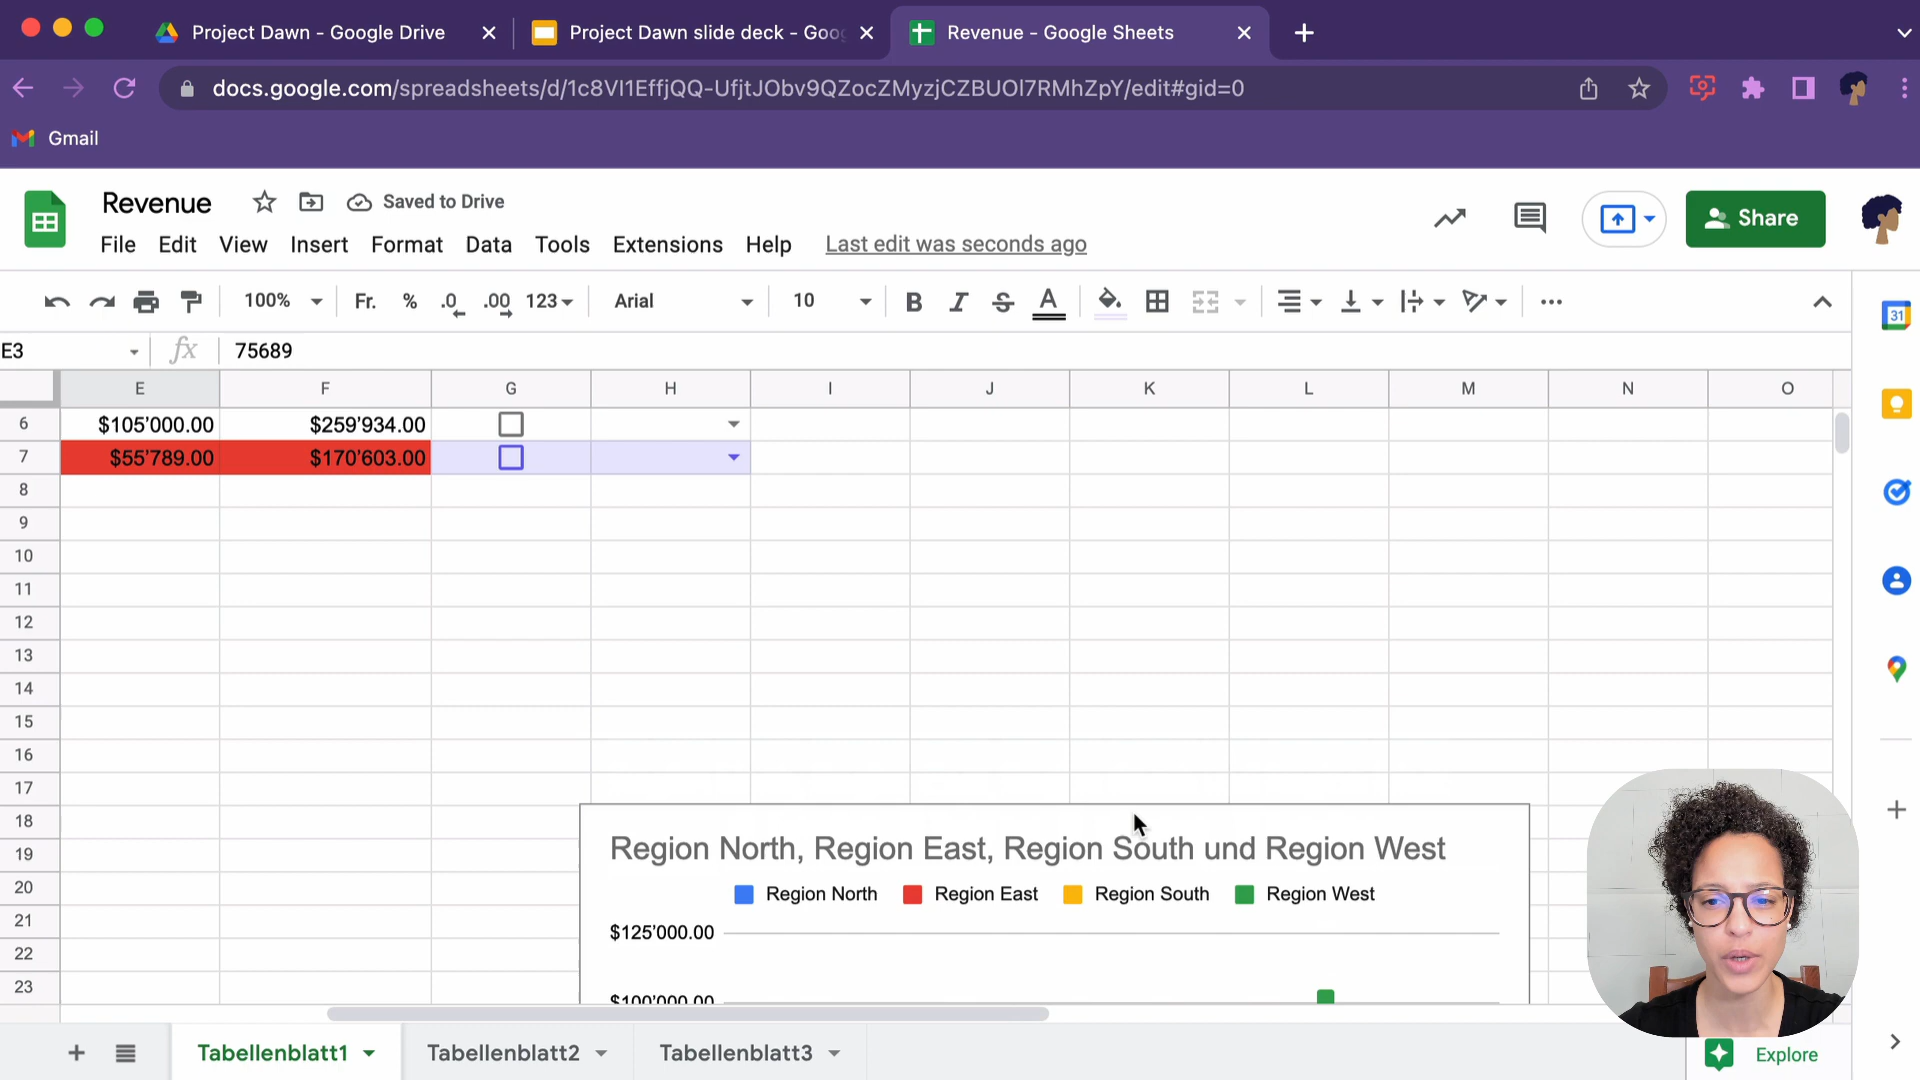 Project Dawn - Google Drive
Project Dawn slide deck - Goo
Revenue - Google Sheets
docs.google.com/spreadsheets/d/1c8VI1EffjQQ-UfjtJObv9QZocZMyzjCZBUOl7RMhZpY/edit#gid=0
Gmail
Revenue
Saved to Drive
File Edit View Insert Format Data Tools Extensions Help Last edit was seconds ago
Share
100% Fr. % .0 .00 123 Arial 10 B I S A
31
E3 fx 75689
E F G H I J K L M N O
6 $105’000.00 $259’934.00
7 $55’789.00 $170’603.00
8
9
10
11
12
13
14
15
16
17
18
19
20
21
22
23
Region North, Region East, Region South und Region West
Region North Region East Region South Region West
$125’000.00
$100’000.00
Tabellenblatt1 Tabellenblatt2 Tabellenblatt3
Explore